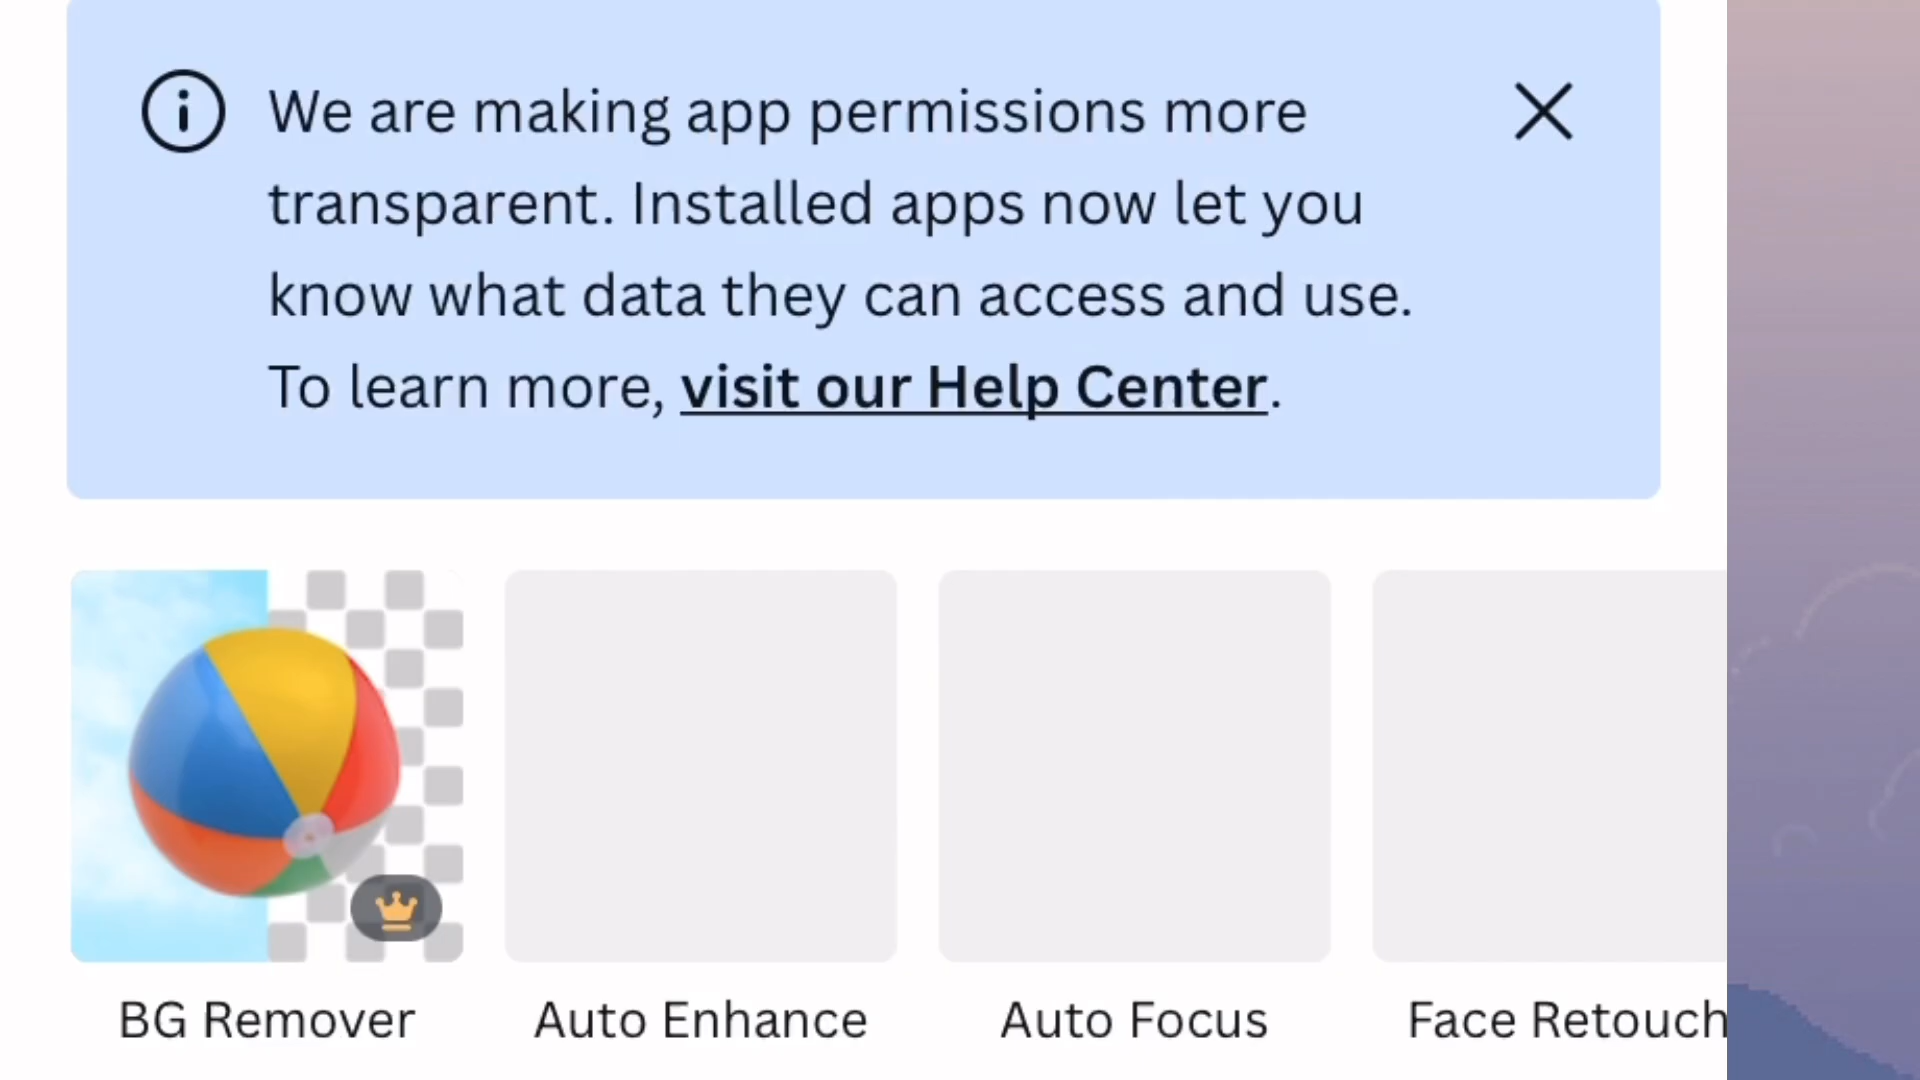 We are making app permissions more
transparent. Installed apps now let you
know what data they can access and use.
To learn more, visit our Help Center.
BG Remover
Auto Enhance
Auto Focus
Face Retouch